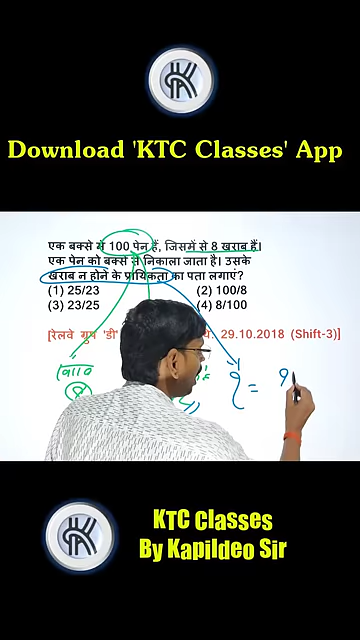 Download 'KTC Classes' App
एक बक्से में 100 पेन हैं, जिसमें से 8 खराब हैं।
एक पेन को बक्से से निकाला जाता है। उसके
खराब न होने के प्रायिकता का पता लगाएं?
(1) 25/23 (2) 100/8
(3) 23/25 (4) 8/100
[रेलवे ग्रुप 'डी' 29.10.2018 (Shift-3)]
8
=
KTC Classes
By Kapildeo Sir